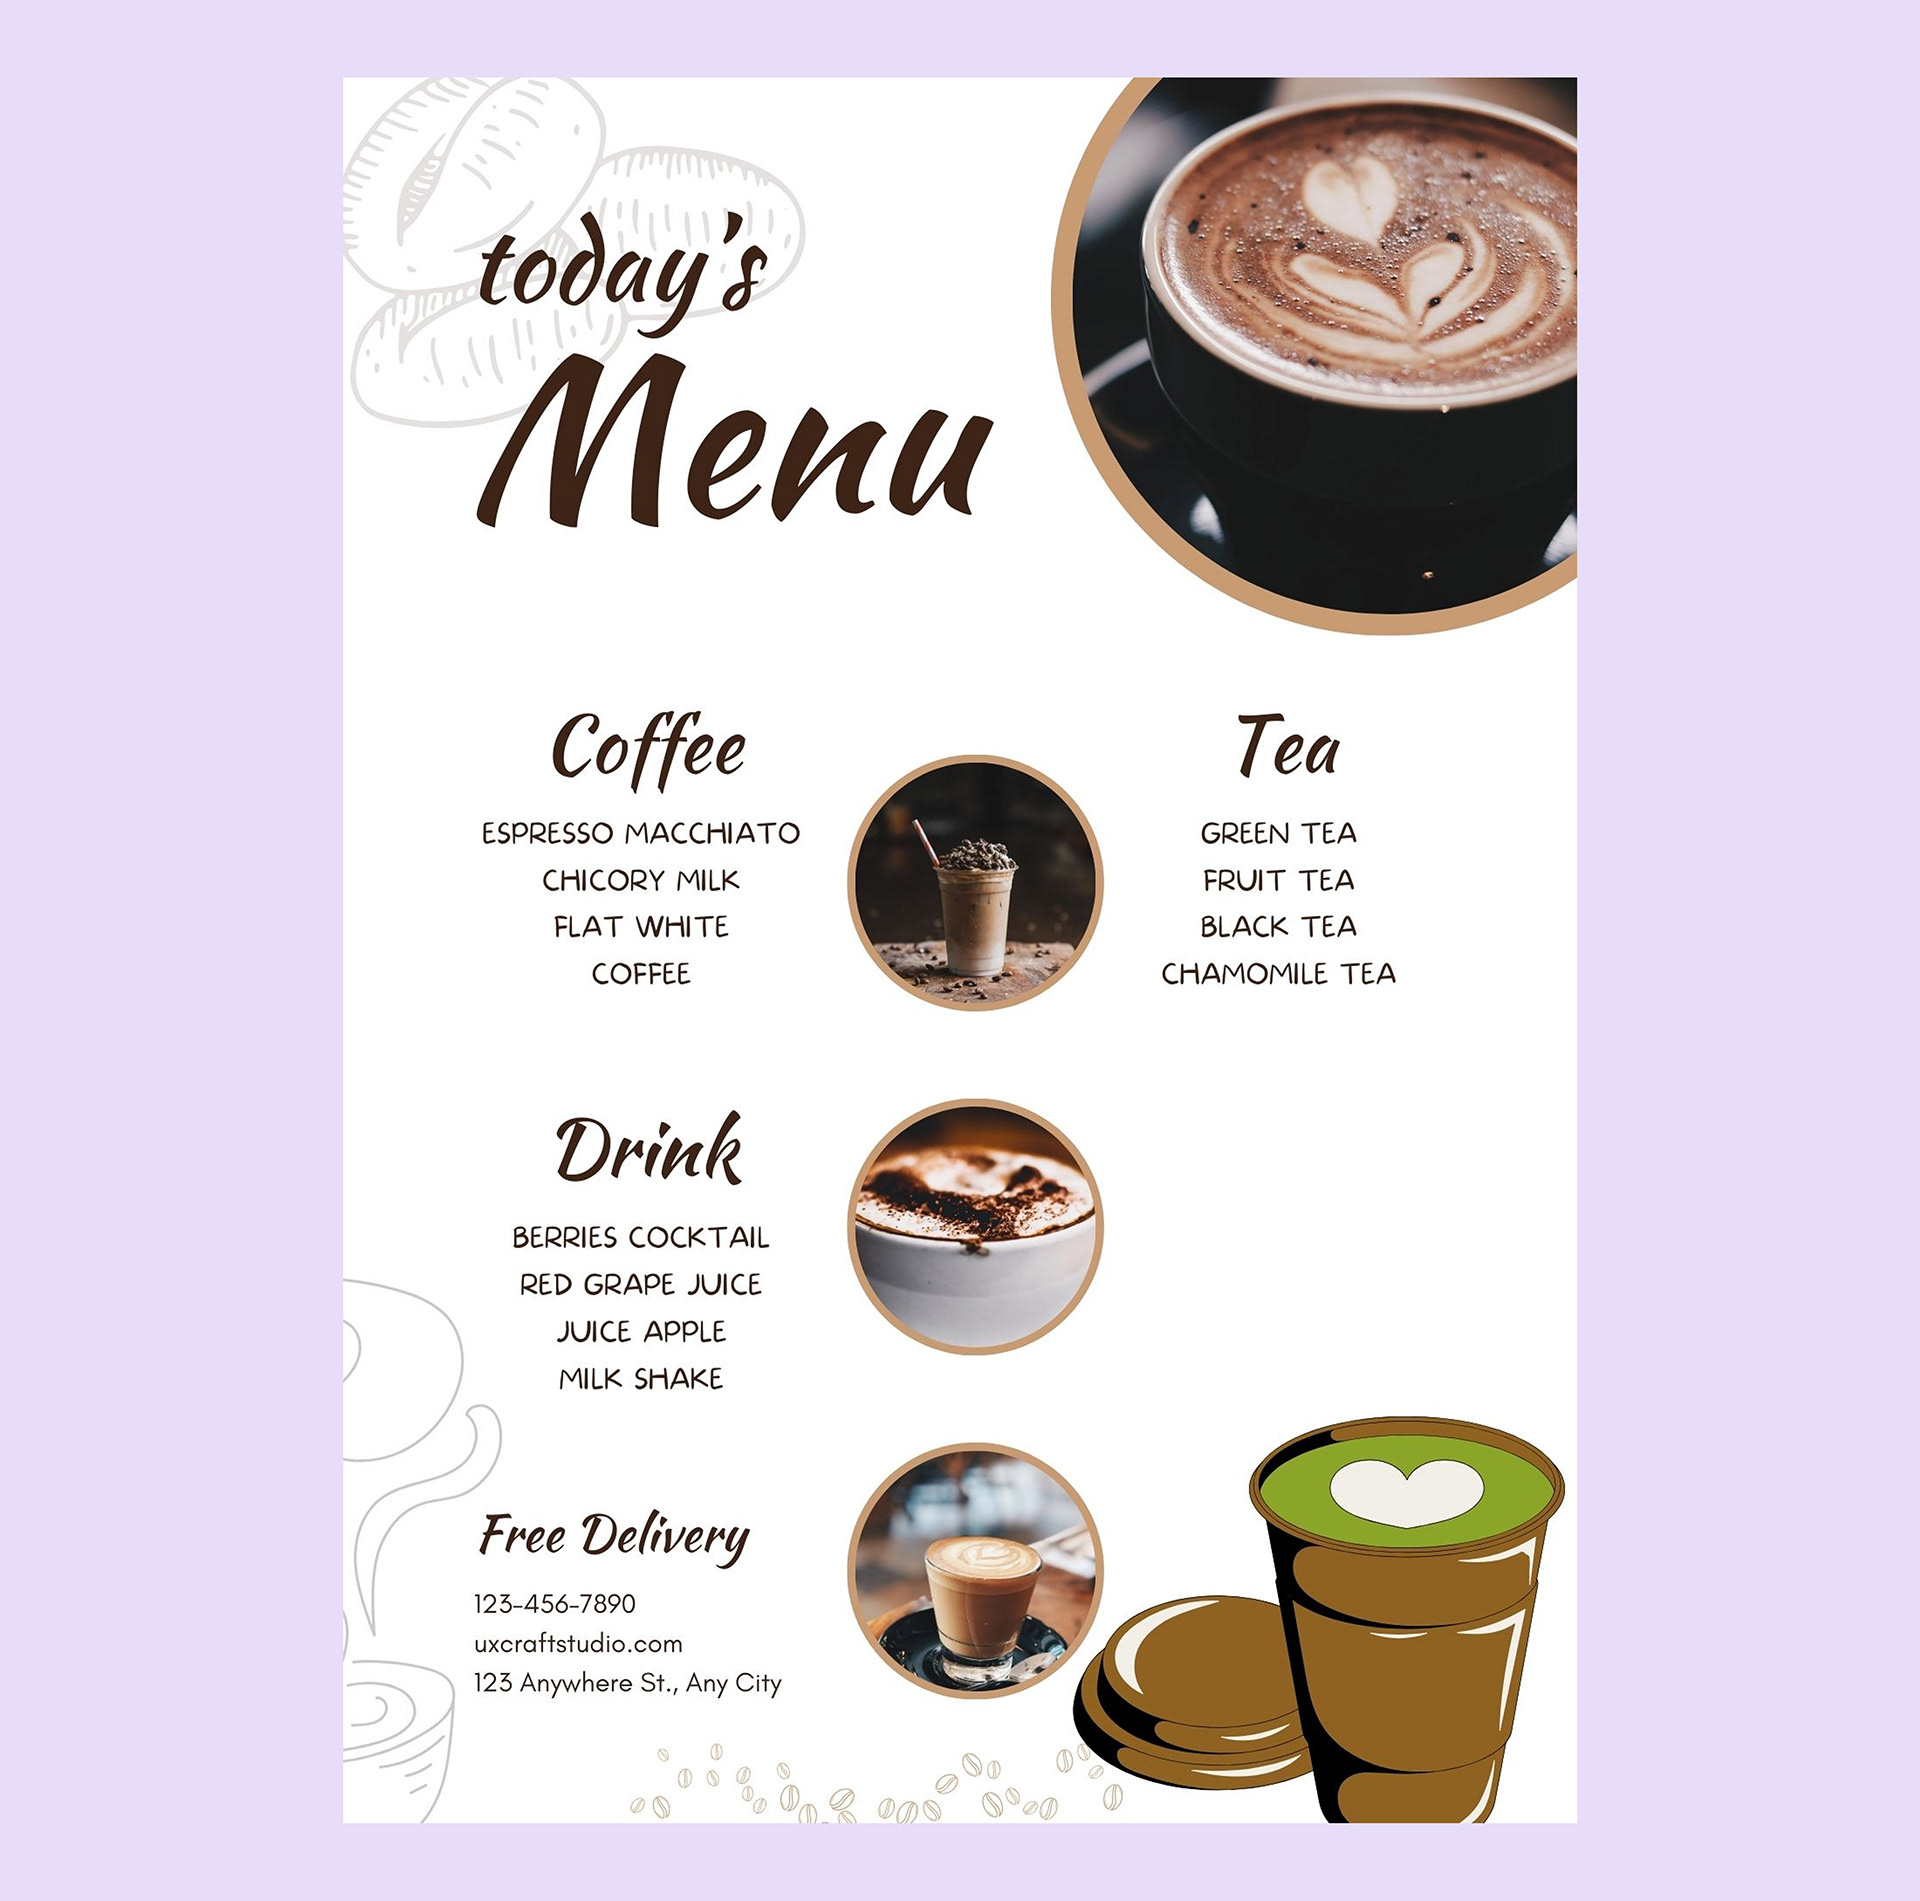 today's
Menu
Coffee
ESPRESSO MACCHIATO
CHICORY MILK
FLAT WHITE
COFFEE
Tea
GREEN TEA
FRUIT TEA
BLACK TEA
CHAMOMILE TEA
Drink
BERRIES COCKTAIL
RED GRAPE JUICE
JUICE APPLE
MILK SHAKE
Free Delivery
123-456-7890
uxcraftstudio.com
123 Anywhere St., Any City